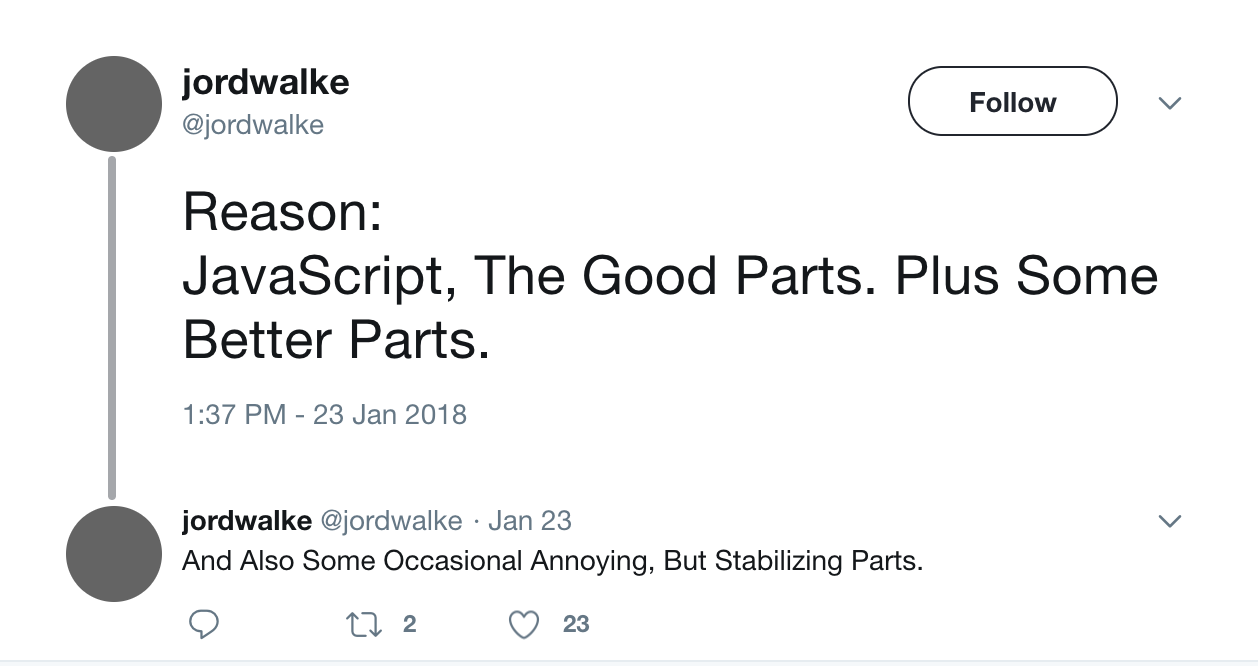 jordwalke
@jordwalke
Follow
Reason:
JavaScript, The Good Parts. Plus Some
Better Parts.
1:37 PM - 23 Jan 2018
jordwalke @jordwalke · Jan 23
And Also Some Occasional Annoying, But Stabilizing Parts.
2 23